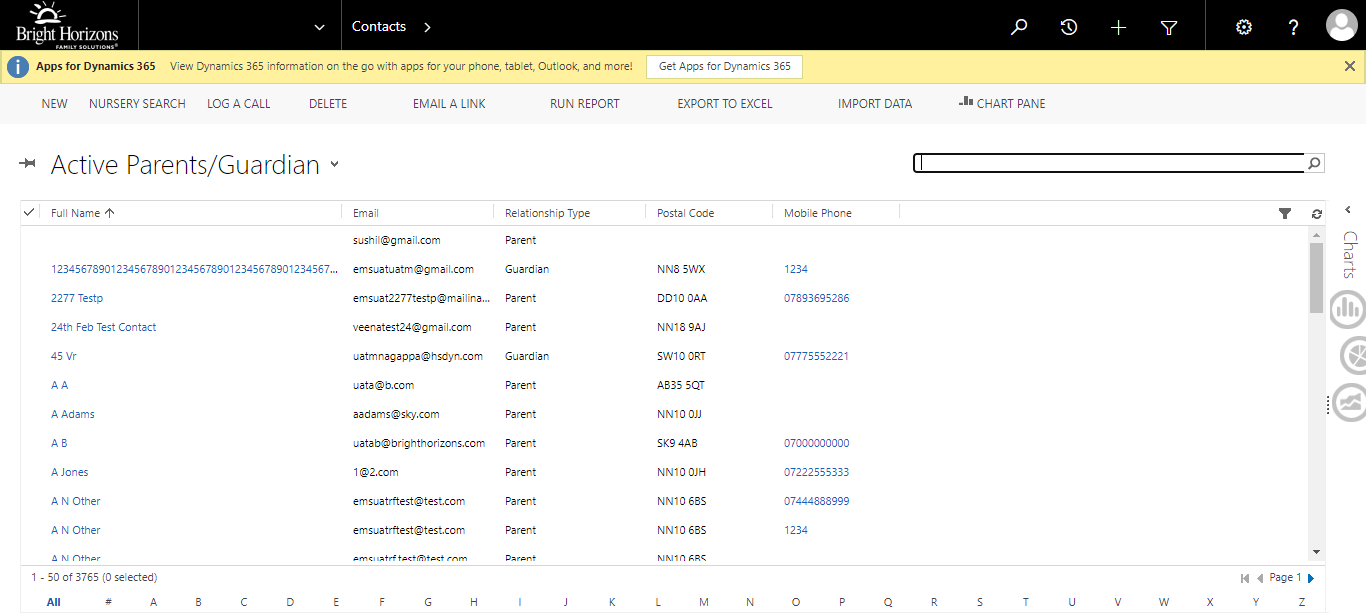 Bright Horizons
FAMILY SOLUTIONS
Contacts
Apps for Dynamics 365 View Dynamics 365 information on the go with apps for your phone, tablet, Outlook, and more! Get Apps for Dynamics 365
NEW NURSERY SEARCH LOG A CALL DELETE EMAIL A LINK RUN REPORT EXPORT TO EXCEL IMPORT DATA CHART PANE
Active Parents/Guardian
Full Name Email Relationship Type Postal Code Mobile Phone
sushil@gmail.com Parent
1234567890123456789012345678901234567890123​4567... emsuatuatm@gmail.com Guardian NN8 5WX 1234
2277 Testp emsuat2277testp@mailina... Parent DD10 0AA 07893695286
24th Feb Test Contact veenatest24@gmail.com Parent NN18 9AJ
45 Vr uatmnagappa@hsdyn.com Guardian SW10 0RT 07775552221
A A uata@b.com Parent AB35 5QT
A Adams aadams@sky.com Parent NN10 0JJ
A B uatab@brighthorizons.com Parent SK9 4AB 07000000000
A Jones 1@2.com Parent NN10 0JH 07222555333
A N Other emsuatrftest@test.com Parent NN10 6BS 07444888999
A N Other emsuatrftest@test.com Parent NN10 6BS 1234
A N Other emsuatrf.test@test.com Parent NN10 6BS
Charts
1 - 50 of 3765 (0 selected) Page 1
All # A B C D E F G H I J K L M N O P Q R S T U V W X Y Z